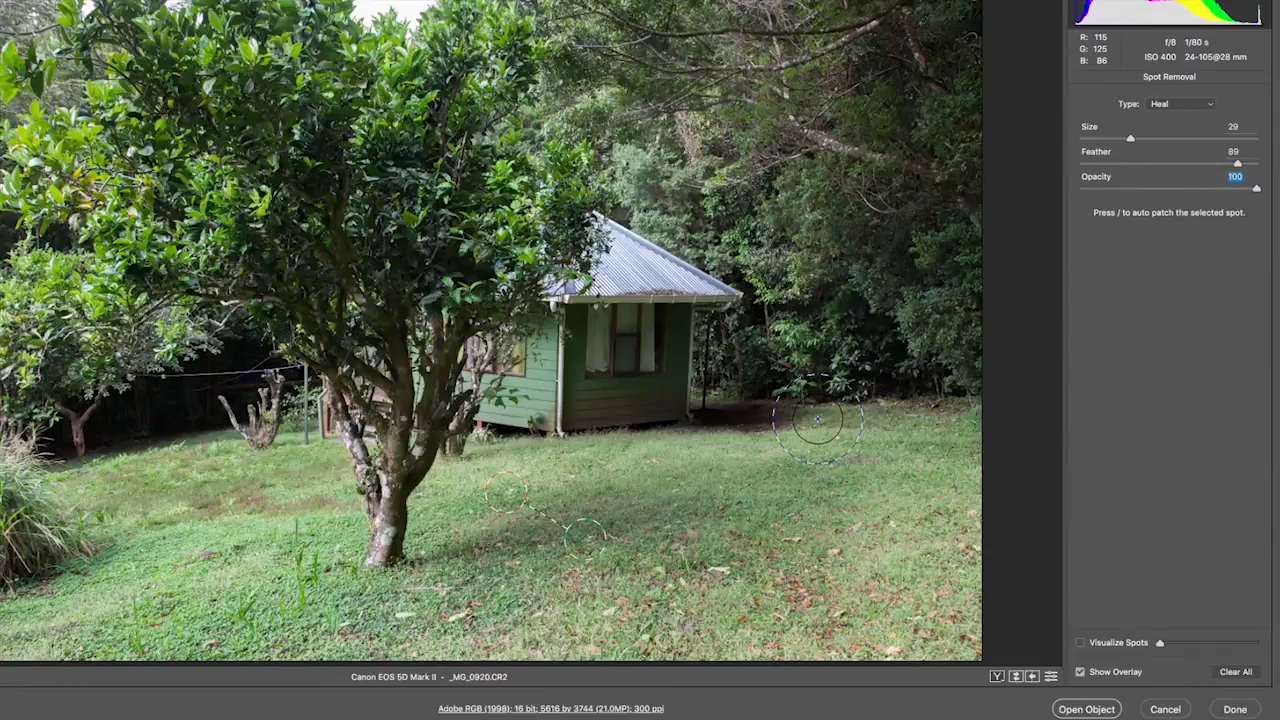 R: 115
G: 125
B: 86
f/8 1/80 s
ISO 400 24-105@28 mm
Spot Removal
Type: Heal
Size 29
Feather 89
Opacity 100
Press / to auto patch the selected spot.
Visualize Spots
Show Overlay Clear All
Canon EOS 5D Mark II - _MG_0920.CR2 Y
Adobe RGB (1998); 16 bit; 5616 by 3744 (21.0MP); 300 ppi
Open Object Cancel Done